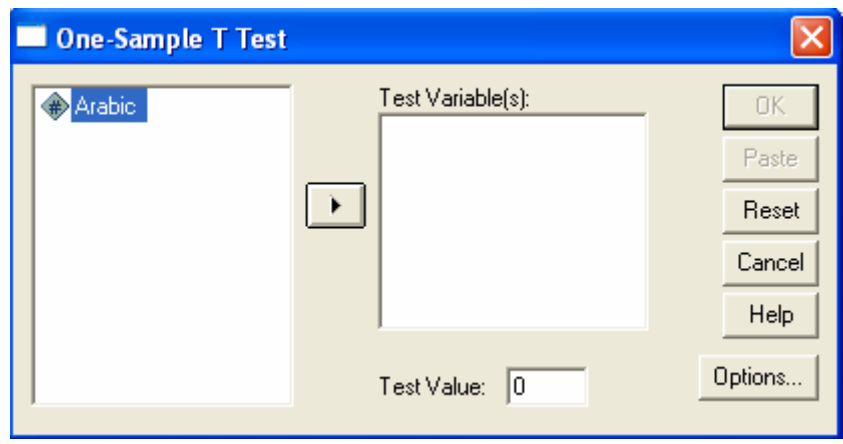 One-Sample T Test
# Arabic
Test Variable(s):
OK
Paste
Reset
Cancel
Help
Test Value: 0
Options...